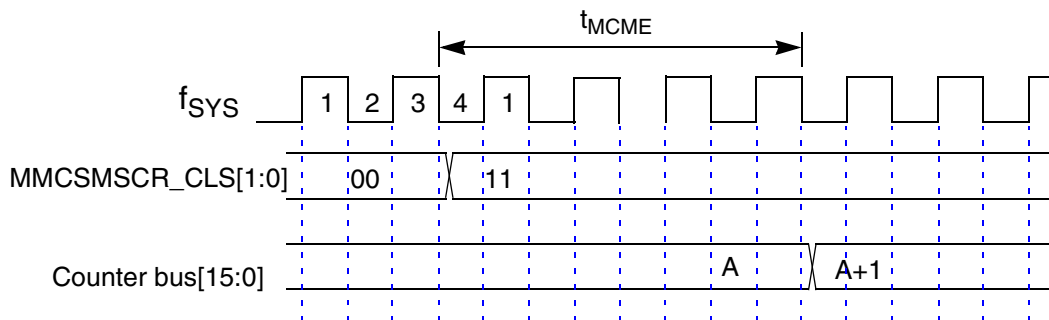 tMCME
fSYS 1 2 3 4 1
MMCSMSCR_CLS[1:0] 00 11
Counter bus[15:0] A A+1